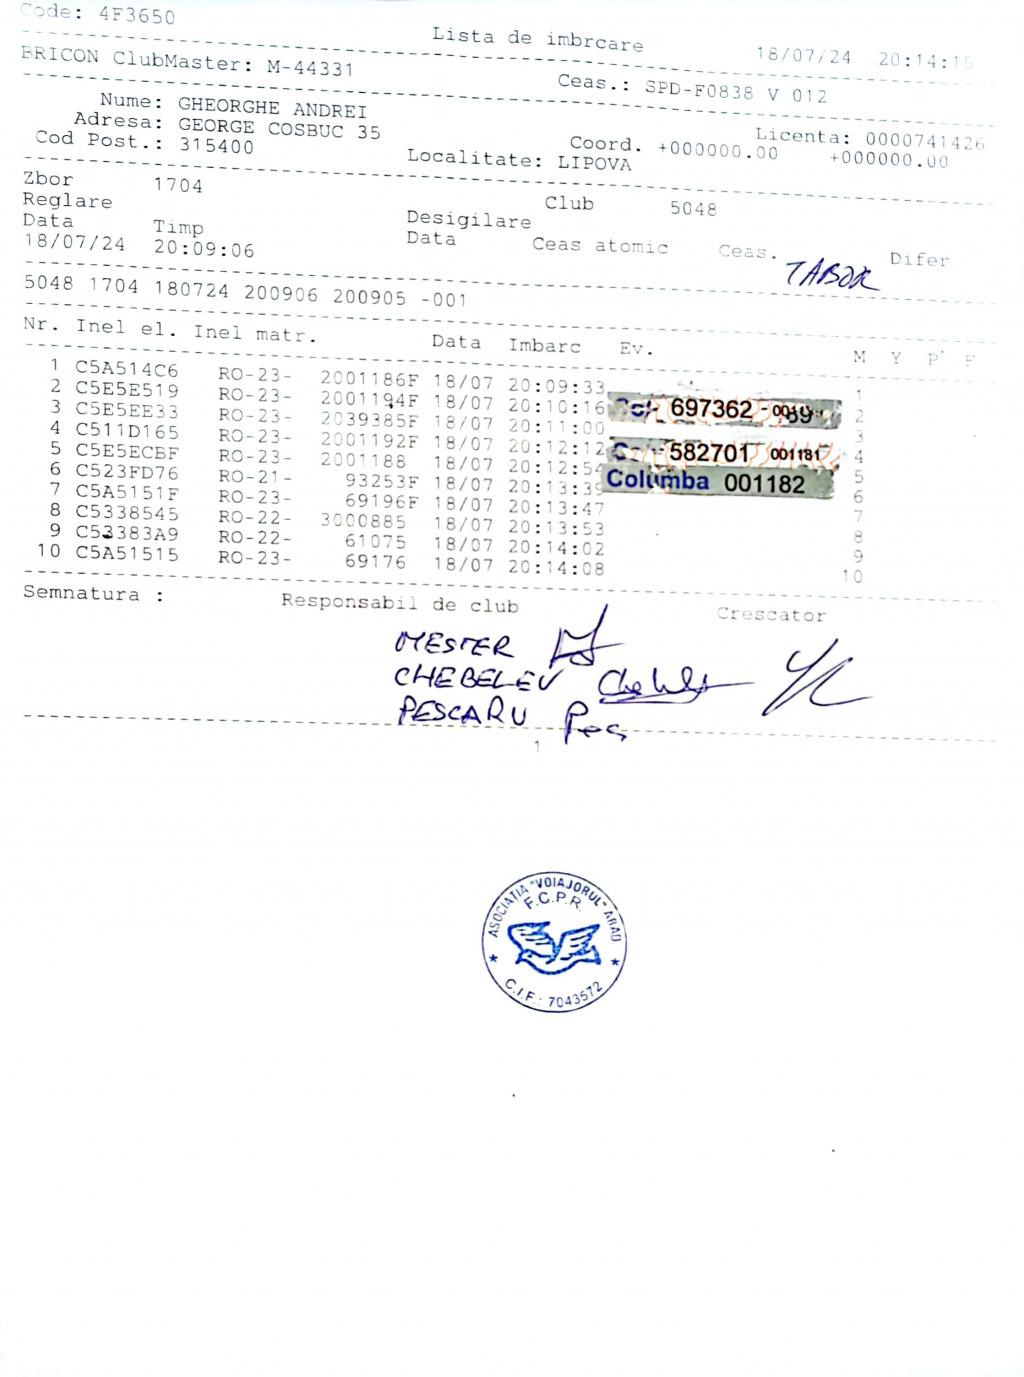 Code: 4F3650
Lista de imbrcare 18/07/24 20:14:15
BRICON ClubMaster: M-44331 Ceas.: SPD-F0838 V 012
Nume: GHEORGHE ANDREI Licenta: 0000741426
Adresa: GEORGE COSBUC 35 Coord. +000000.00 +000000.00
Cod Post.: 315400 Localitate: LIPOVA
Zbor 1704 Club 5048
Reglare Desigilare
Data Timp Data Ceas atomic Ceas. Difer
18/07/24 20:09:06 TABOR
5048 1704 180724 200906 200905 -001
Nr. Inel el. Inel matr. Data Imbarc Ev. M Y P F
1 C5A514C6 RO-23- 2001186F 18/07 20:09:33 1
2 C5E5E519 RO-23- 2001194F 18/07 20:10:16 697362 2
3 C5E5EE33 RO-23- 2039385F 18/07 20:11:00 3
4 C511D165 RO-23- 2001192F 18/07 20:12:12 582701 001181 4
5 C5E5ECBF RO-23- 2001188 18/07 20:12:54 Columba 001182 5
6 C523FD76 RO-21- 93253F 18/07 20:13:39 6
7 C5A5151F RO-23- 69196F 18/07 20:13:47 7
8 C5338545 RO-22- 3000885 18/07 20:13:53 8
9 C53383A9 RO-22- 61075 18/07 20:14:02 9
10 C5A51515 RO-23- 69176 18/07 20:14:08 10
Semnatura : Responsabil de club Crescator
MESTER
CHEBELEU
PESCARU Pes
1
ASOCIATIA "VOIAJORUL" ARAD
F.C.P.R.
C.I.F.: 7043572